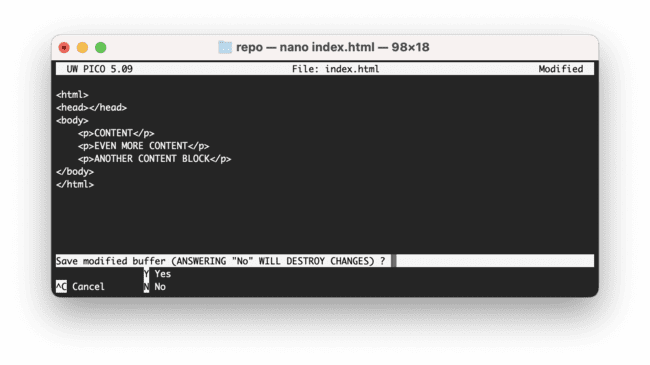 repo — nano index.html — 98×18
UW PICO 5.09 File: index.html Modified
<html>
<head></head>
<body>
    <p>CONTENT</p>
    <p>EVEN MORE CONTENT</p>
    <p>ANOTHER CONTENT BLOCK</p>
</body>
</html>
Save modified buffer (ANSWERING "No" WILL DESTROY CHANGES) ?
Y Yes
^C Cancel N No